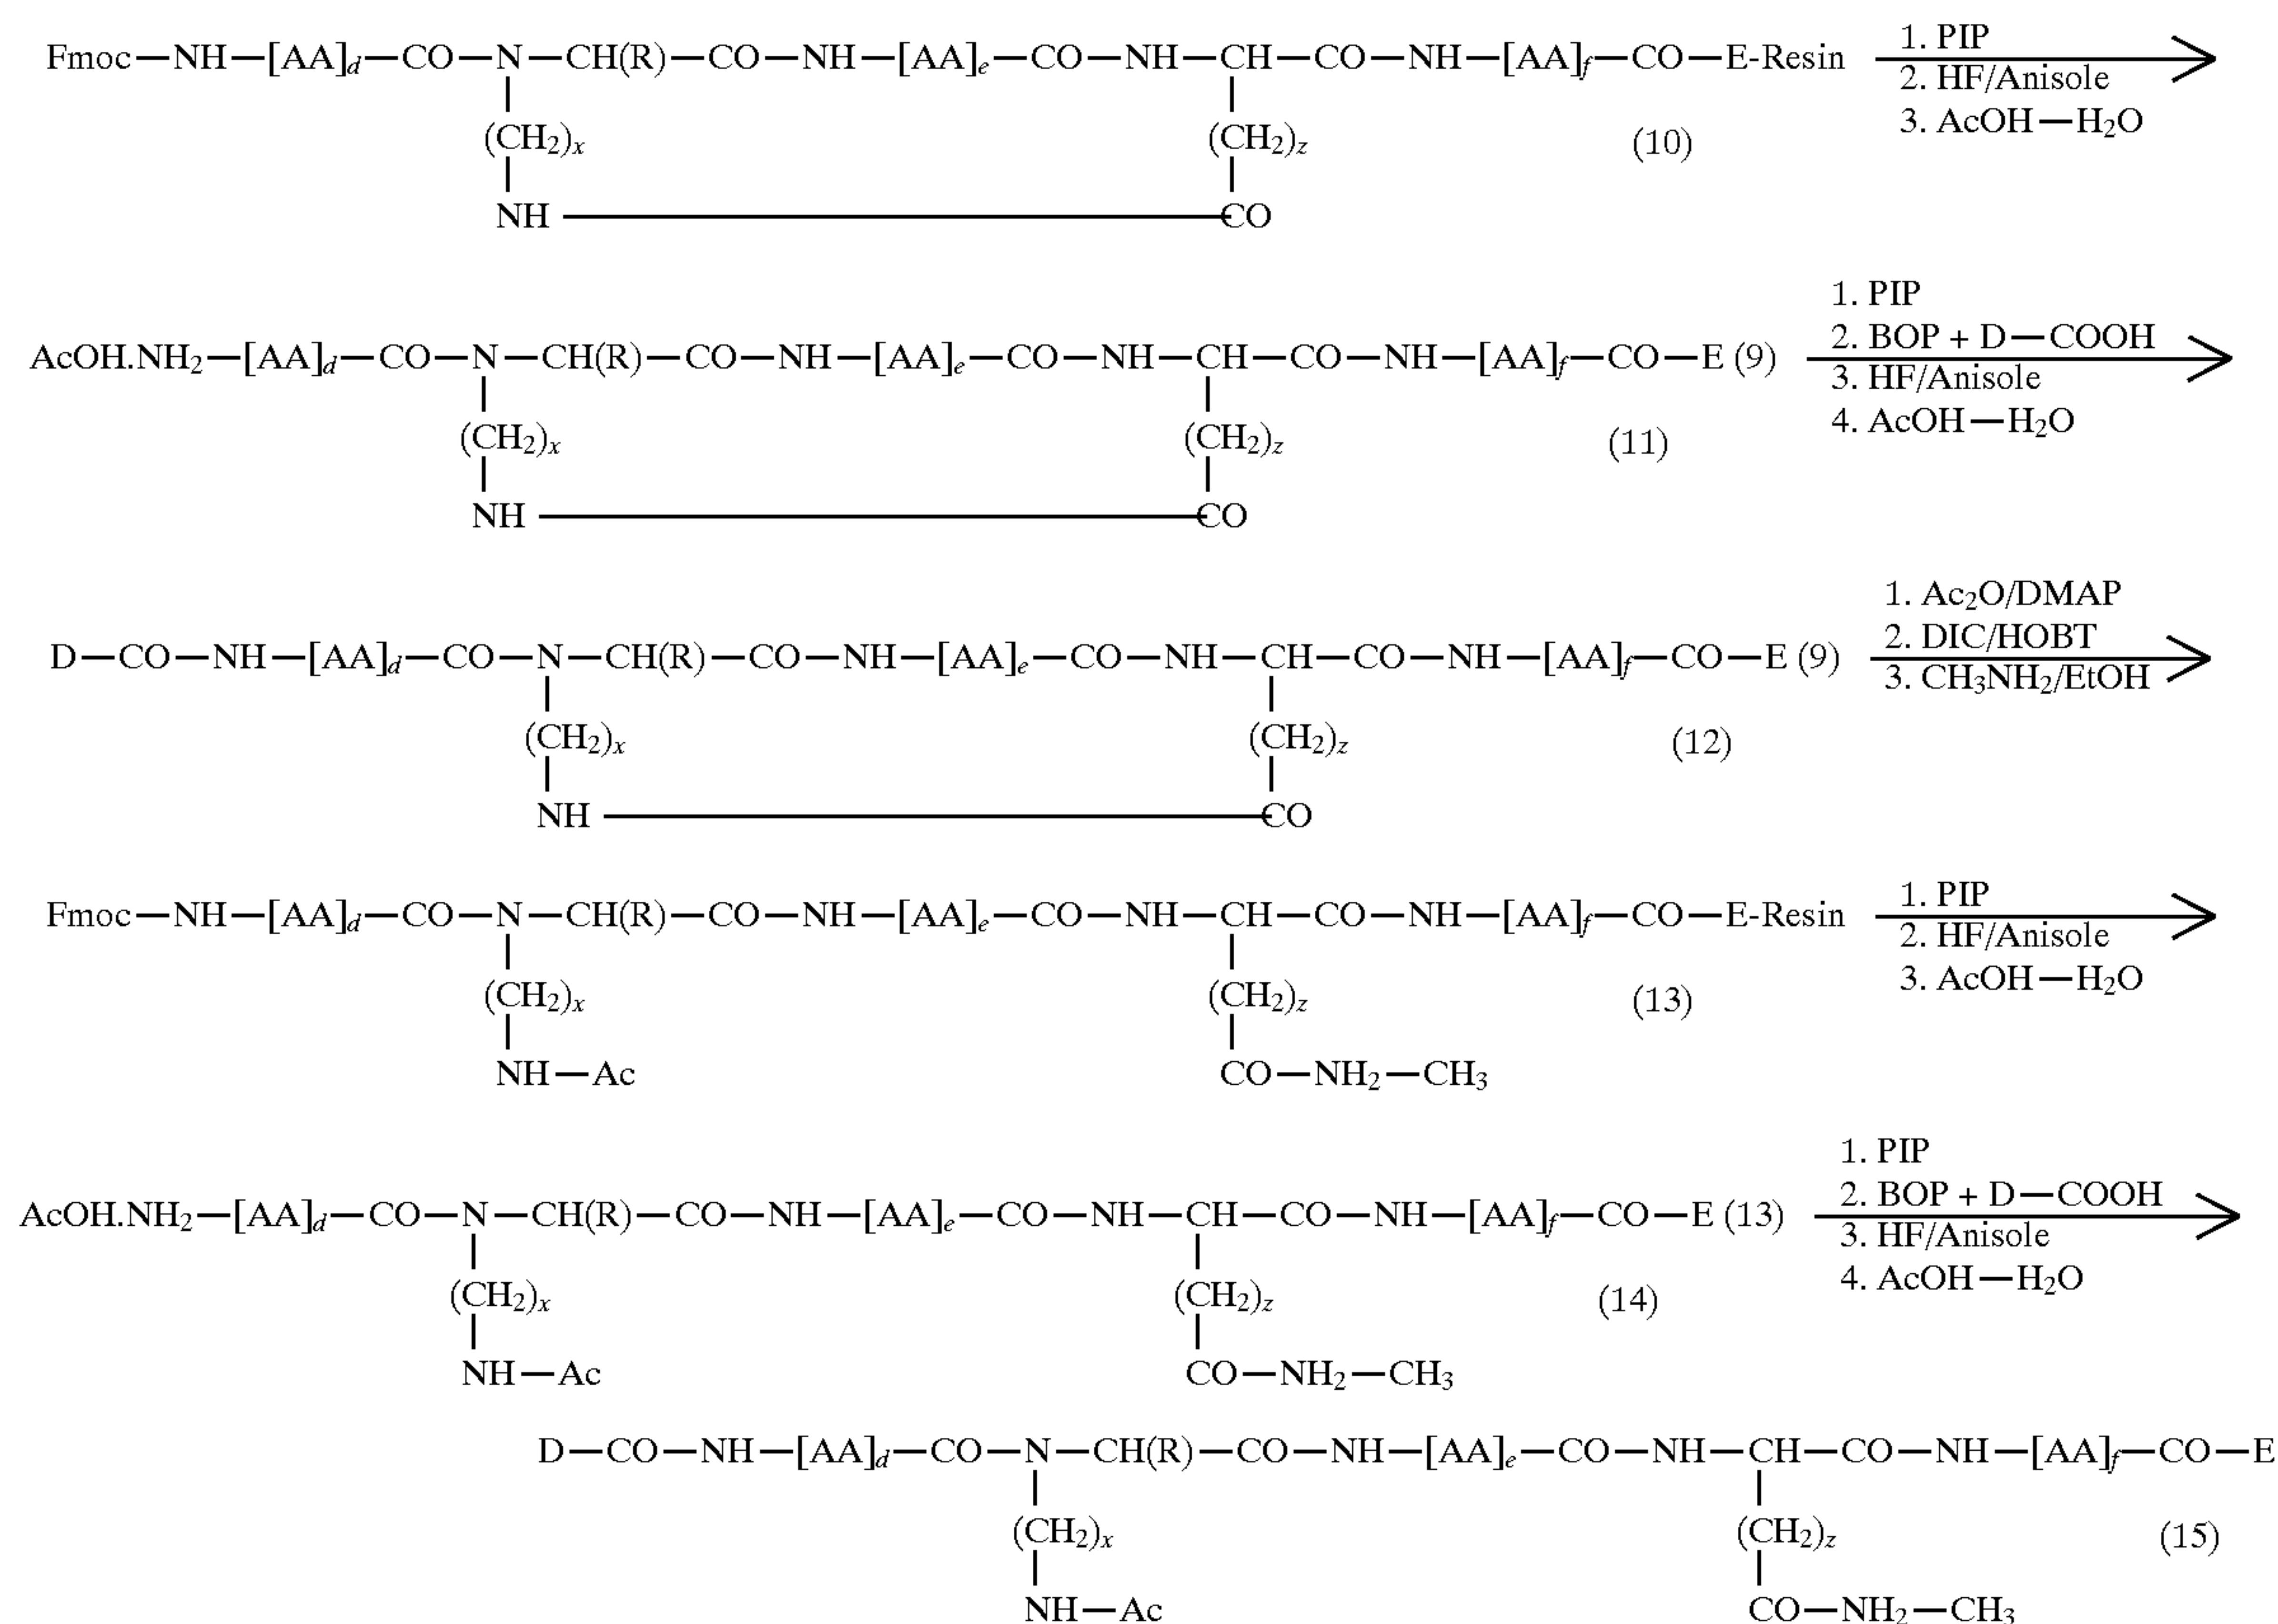 Fmoc—NH—[AA]d—CO—N—CH(R)—CO—NH—[AA]e—CO—NH—CH—CO—NH—[AA]f—CO—E-Resin
1. PIP
2. HF/Anisole
3. AcOH—H2O
(CH2)x (CH2)z (10)
NH CO
AcOH.NH2—[AA]d—CO—N—CH(R)—CO—NH—[AA]e—CO—NH—CH—CO—NH—[AA]f—CO—E (9)
1. PIP
2. BOP + D—COOH
3. HF/Anisole
4. AcOH—H2O
(CH2)x (CH2)z (11)
NH CO
D—CO—NH—[AA]d—CO—N—CH(R)—CO—NH—[AA]e—CO—NH—CH—CO—NH—[AA]f—CO—E (9)
1. Ac2O/DMAP
2. DIC/HOBT
3. CH3NH2/EtOH
(CH2)x (CH2)z (12)
NH CO
Fmoc—NH—[AA]d—CO—N—CH(R)—CO—NH—[AA]e—CO—NH—CH—CO—NH—[AA]f—CO—E-Resin
1. PIP
2. HF/Anisole
3. AcOH—H2O
(CH2)x (CH2)z (13)
NH—Ac CO—NH2—CH3
AcOH.NH2—[AA]d—CO—N—CH(R)—CO—NH—[AA]e—CO—NH—CH—CO—NH—[AA]f—CO—E (13)
1. PIP
2. BOP + D—COOH
3. HF/Anisole
4. AcOH—H2O
(CH2)x (CH2)z (14)
NH—Ac CO—NH2—CH3
D—CO—NH—[AA]d—CO—N—CH(R)—CO—NH—[AA]e—CO—NH—CH—CO—NH—[AA]f—CO—E
(CH2)x (CH2)z (15)
NH—Ac CO—NH2—CH3